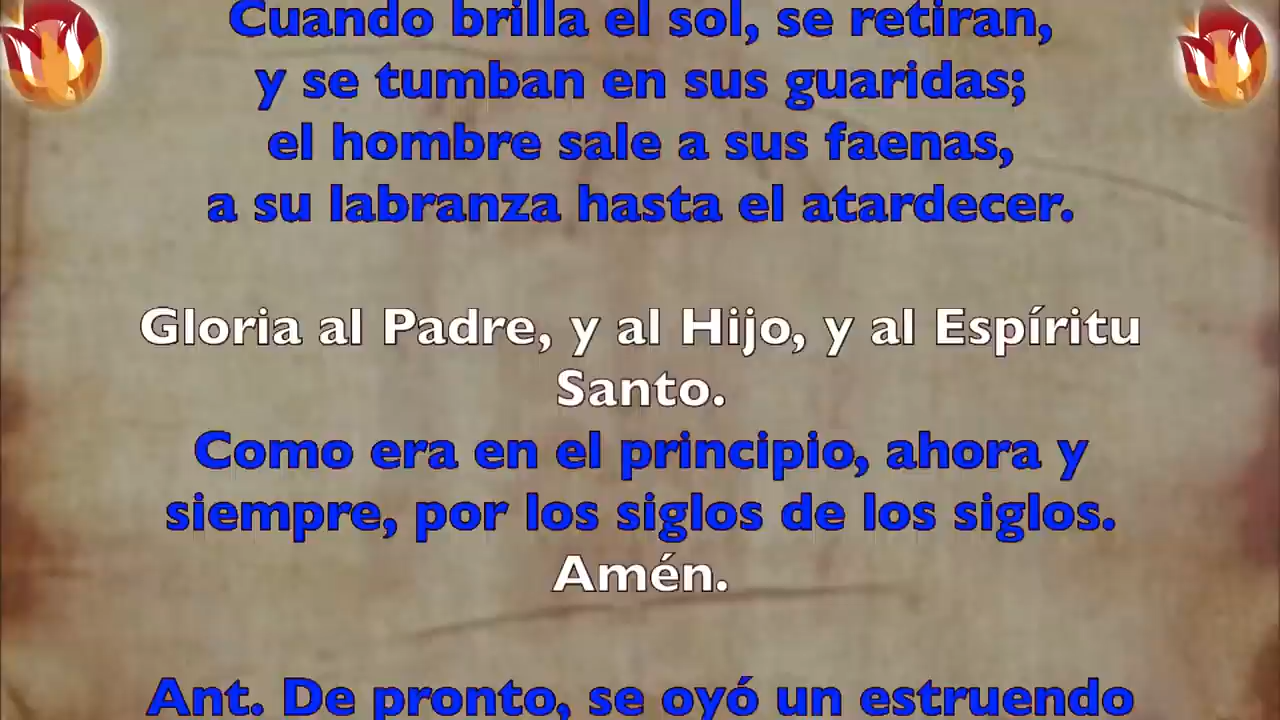 Cuando brilla el sol, se retiran,
y se tumban en sus guaridas;
el hombre sale a sus faenas,
a su labranza hasta el atardecer.
Gloria al Padre, y al Hijo, y al Espíritu
Santo.
Como era en el principio, ahora y
siempre, por los siglos de los siglos.
Amén.
Ant. De pronto, se oyó un estruendo